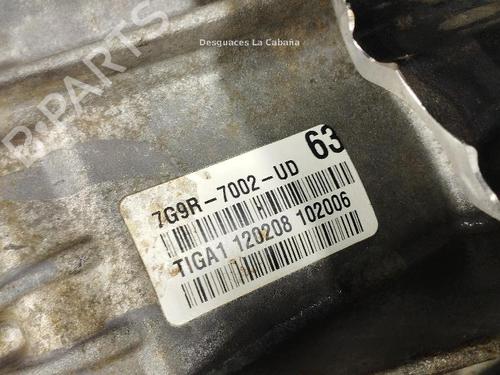 Desguaces La Cabaña
B-PARTS
7G9R-7002-UD 63
TIGA1 120208 102006